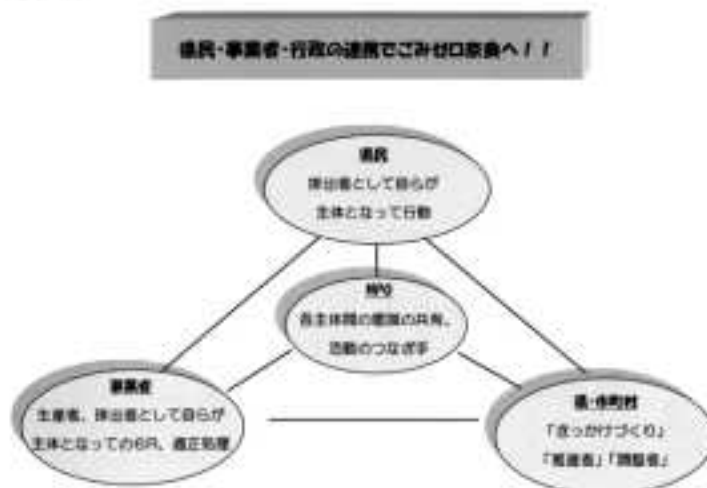 県民・事業者・行政の連携でごみゼロ奈良へ！！
県民
排出者として自らが
主体となって行動
NPO
各主体間の意識の共有、
活動のつなぎ手
事業者
生産者、排出者として自らが
主体となっての6R、適正処理
県・市町村
「きっかけづくり」
「推進者」「調整者」